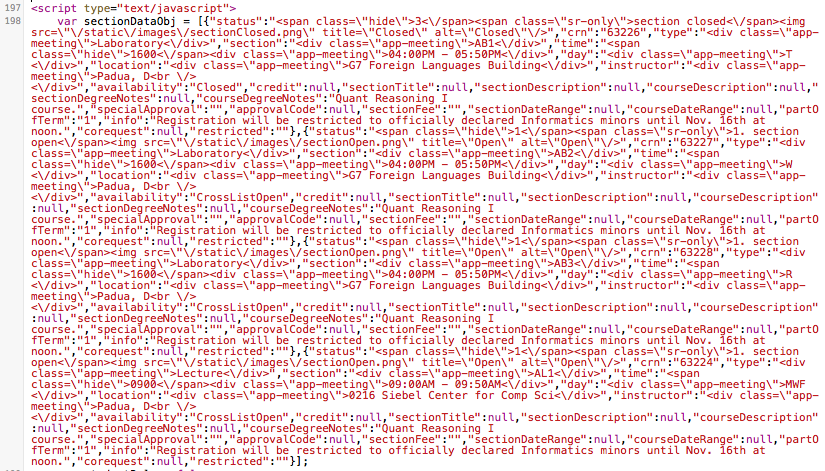 197 <script type="text/javascript">
198 var sectionDataObj = [{"status":"<span class=\"hide\">3<\/span><span class=\"sr-only\">section closed<\/span><img
src=\"\/static\/images\/sectionClosed.png\" title=\"Closed\" alt=\"Closed\"\/>","crn":"63226","type":"<div class=\"app-
meeting\">Laboratory<\/div>","section":"<div class=\"app-meeting\">AB1<\/div>","time":"<span
class=\"hide\">1600<\/span><div class=\"app-meeting\">04:00PM - 05:50PM<\/div>","day":"<div class=\"app-meeting\">T
<\/div>","location":"<div class=\"app-meeting\">G7 Foreign Languages Building<\/div>","instructor":"<div class=\"app-
meeting\">Padua, D<br \/>
<\/div>","availability":"Closed","credit":null,"sectionTitle":null,"sectionDescription":null,"courseDescription":null,"
sectionDegreeNotes":null,"courseDegreeNotes":"Quant Reasoning I
course.","specialApproval":"","approvalCode":null,"sectionFee":"","sectionDateRange":null,"courseDateRange":null,"partO
fTerm":"1","info":"Registration will be restricted to officially declared Informatics minors until Nov. 16th at
noon.","corequest":null,"restricted":""},{"status":"<span class=\"hide\">1<\/span><span class=\"sr-only\">1. section
open<\/span><img src=\"\/static\/images\/sectionOpen.png\" title=\"Open\" alt=\"Open\"\/>","crn":"63227","type":"<div
class=\"app-meeting\">Laboratory<\/div>","section":"<div class=\"app-meeting\">AB2<\/div>","time":"<span
class=\"hide\">1600<\/span><div class=\"app-meeting\">04:00PM - 05:50PM<\/div>","day":"<div class=\"app-meeting\">W
<\/div>","location":"<div class=\"app-meeting\">G7 Foreign Languages Building<\/div>","instructor":"<div class=\"app-
meeting\">Padua, D<br \/>
<\/div>","availability":"CrossListOpen","credit":null,"sectionTitle":null,"sectionDescription":null,"courseDescription"
:null,"sectionDegreeNotes":null,"courseDegreeNotes":"Quant Reasoning I
course.","specialApproval":"","approvalCode":null,"sectionFee":"","sectionDateRange":null,"courseDateRange":null,"partO
fTerm":"1","info":"Registration will be restricted to officially declared Informatics minors until Nov. 16th at
noon.","corequest":null,"restricted":""},{"status":"<span class=\"hide\">1<\/span><span class=\"sr-only\">1. section
open<\/span><img src=\"\/static\/images\/sectionOpen.png\" title=\"Open\" alt=\"Open\"\/>","crn":"63228","type":"<div
class=\"app-meeting\">Laboratory<\/div>","section":"<div class=\"app-meeting\">AB3<\/div>","time":"<span
class=\"hide\">1600<\/span><div class=\"app-meeting\">04:00PM - 05:50PM<\/div>","day":"<div class=\"app-meeting\">R
<\/div>","location":"<div class=\"app-meeting\">G7 Foreign Languages Building<\/div>","instructor":"<div class=\"app-
meeting\">Padua, D<br \/>
<\/div>","availability":"CrossListOpen","credit":null,"sectionTitle":null,"sectionDescription":null,"courseDescription"
:null,"sectionDegreeNotes":null,"courseDegreeNotes":"Quant Reasoning I
course.","specialApproval":"","approvalCode":null,"sectionFee":"","sectionDateRange":null,"courseDateRange":null,"partO
fTerm":"1","info":"Registration will be restricted to officially declared Informatics minors until Nov. 16th at
noon.","corequest":null,"restricted":""},{"status":"<span class=\"hide\">1<\/span><span class=\"sr-only\">1. section
open<\/span><img src=\"\/static\/images\/sectionOpen.png\" title=\"Open\" alt=\"Open\"\/>","crn":"63224","type":"<div
class=\"app-meeting\">Lecture<\/div>","section":"<div class=\"app-meeting\">AL1<\/div>","time":"<span
class=\"hide\">0900<\/span><div class=\"app-meeting\">09:00AM - 09:50AM<\/div>","day":"<div class=\"app-meeting\">MWF
<\/div>","location":"<div class=\"app-meeting\">0216 Siebel Center for Comp Sci<\/div>","instructor":"<div class=\"app-
meeting\">Padua, D<br \/>
<\/div>","availability":"CrossListOpen","credit":null,"sectionTitle":null,"sectionDescription":null,"courseDescription"
:null,"sectionDegreeNotes":null,"courseDegreeNotes":"Quant Reasoning I
course.","specialApproval":"","approvalCode":null,"sectionFee":"","sectionDateRange":null,"courseDateRange":null,"partO
fTerm":"1","info":"Registration will be restricted to officially declared Informatics minors until Nov. 16th at
noon.","corequest":null,"restricted":""}];